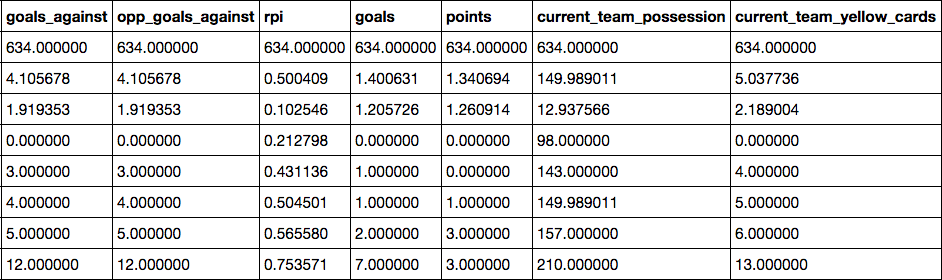 goals_against opp_goals_against rpi goals points current_team_possession current_team_yellow_cards
634.000000 634.000000 634.000000 634.000000 634.000000 634.000000 634.000000
4.105678 4.105678 0.500409 1.400631 1.340694 149.989011 5.037736
1.919353 1.919353 0.102546 1.205726 1.260914 12.937566 2.189004
0.000000 0.000000 0.212798 0.000000 0.000000 98.000000 0.000000
3.000000 3.000000 0.431136 1.000000 0.000000 143.000000 4.000000
4.000000 4.000000 0.504501 1.000000 1.000000 149.989011 5.000000
5.000000 5.000000 0.565580 2.000000 3.000000 157.000000 6.000000
12.000000 12.000000 0.753571 7.000000 3.000000 210.000000 13.000000